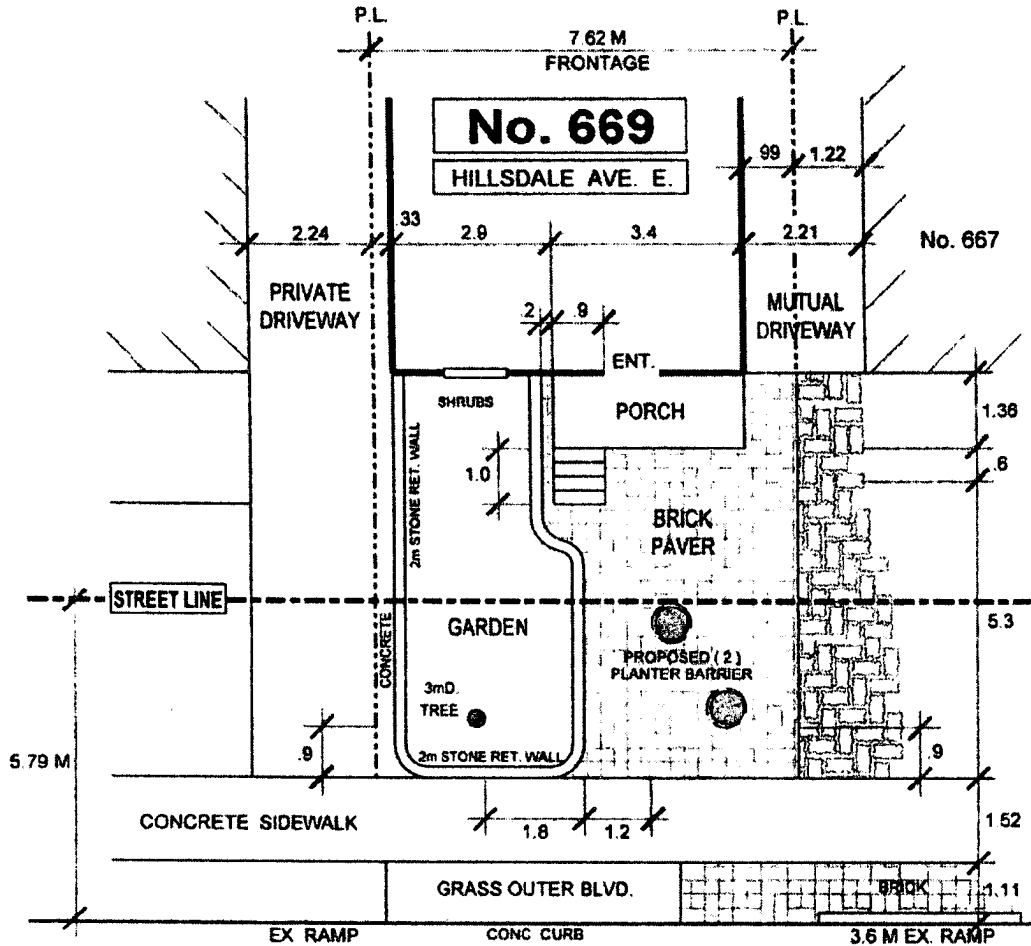 P.L.
P.L.
7.62 M
FRONTAGE
No. 669
HILLSDALE AVE. E.
99
1.22
.33
2.24
2.9
3.4
2.21
No. 667
PRIVATE
DRIVEWAY
MUTUAL
DRIVEWAY
.2
.9
ENT.
SHRUBS
PORCH
1.36
.6
1.0
2m STONE RET. WALL
BRICK
PAVER
STREET LINE
GARDEN
5.3
CONCRETE
PROPOSED ( 2 )
PLANTER BARRIER
3mD.
TREE
.9
2m STONE RET. WALL
.9
5.79 M
CONCRETE SIDEWALK
1.8
1.2
1.52
GRASS OUTER BLVD.
BRICK
1.11
EX RAMP
CONC CURB
3.6 M EX. RAMP